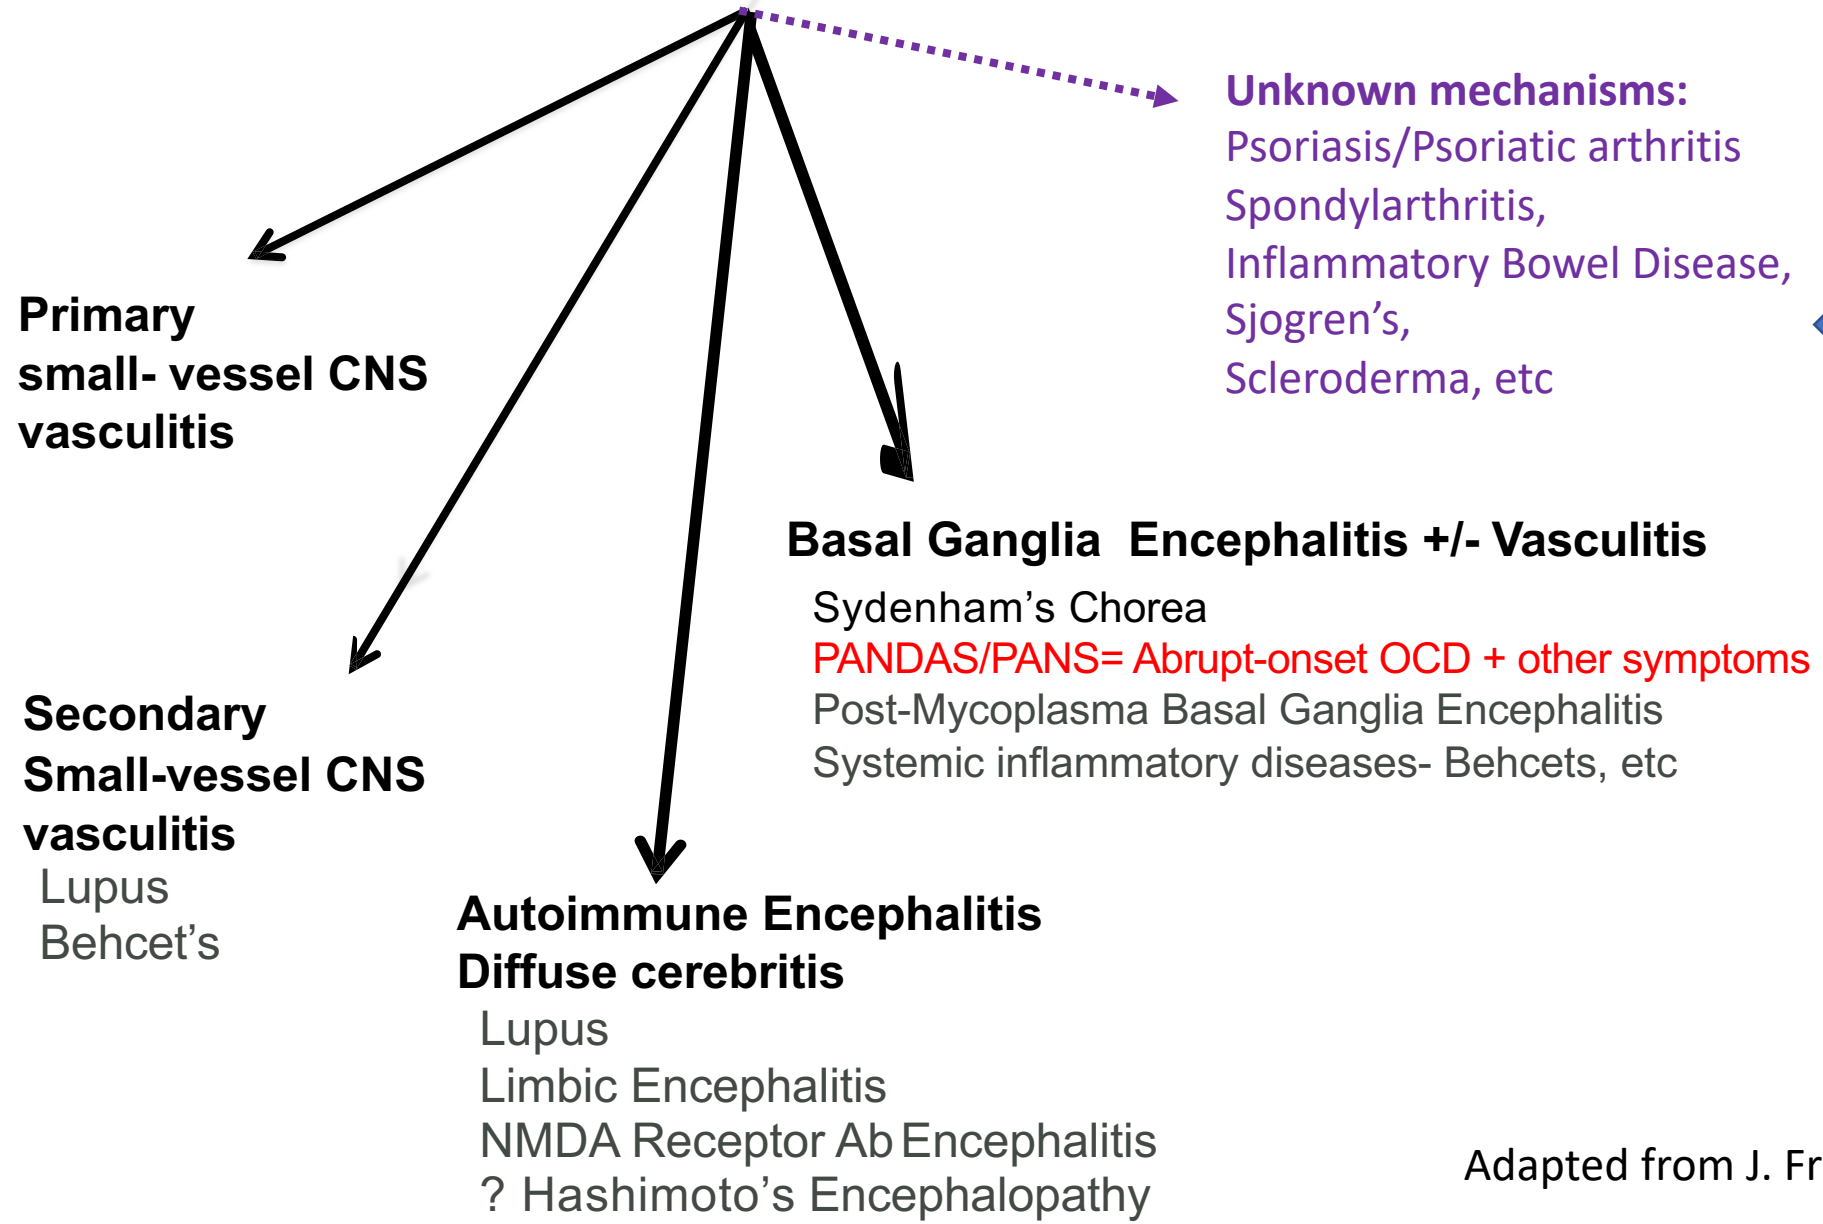 Unknown mechanisms:
Psoriasis/Psoriatic arthritis
Spondylarthritis,
Inflammatory Bowel Disease,
Sjogren’s,
Scleroderma, etc
Primary
small- vessel CNS
vasculitis
Basal Ganglia Encephalitis +/- Vasculitis
Sydenham’s Chorea
PANDAS/PANS= Abrupt-onset OCD + other symptoms
Post-Mycoplasma Basal Ganglia Encephalitis
Systemic inflammatory diseases- Behcets, etc
Secondary
Small-vessel CNS
vasculitis
Lupus
Behcet’s
Autoimmune Encephalitis
Diffuse cerebritis
Lupus
Limbic Encephalitis
NMDA Receptor Ab Encephalitis
? Hashimoto’s Encephalopathy
Adapted from J. Fr